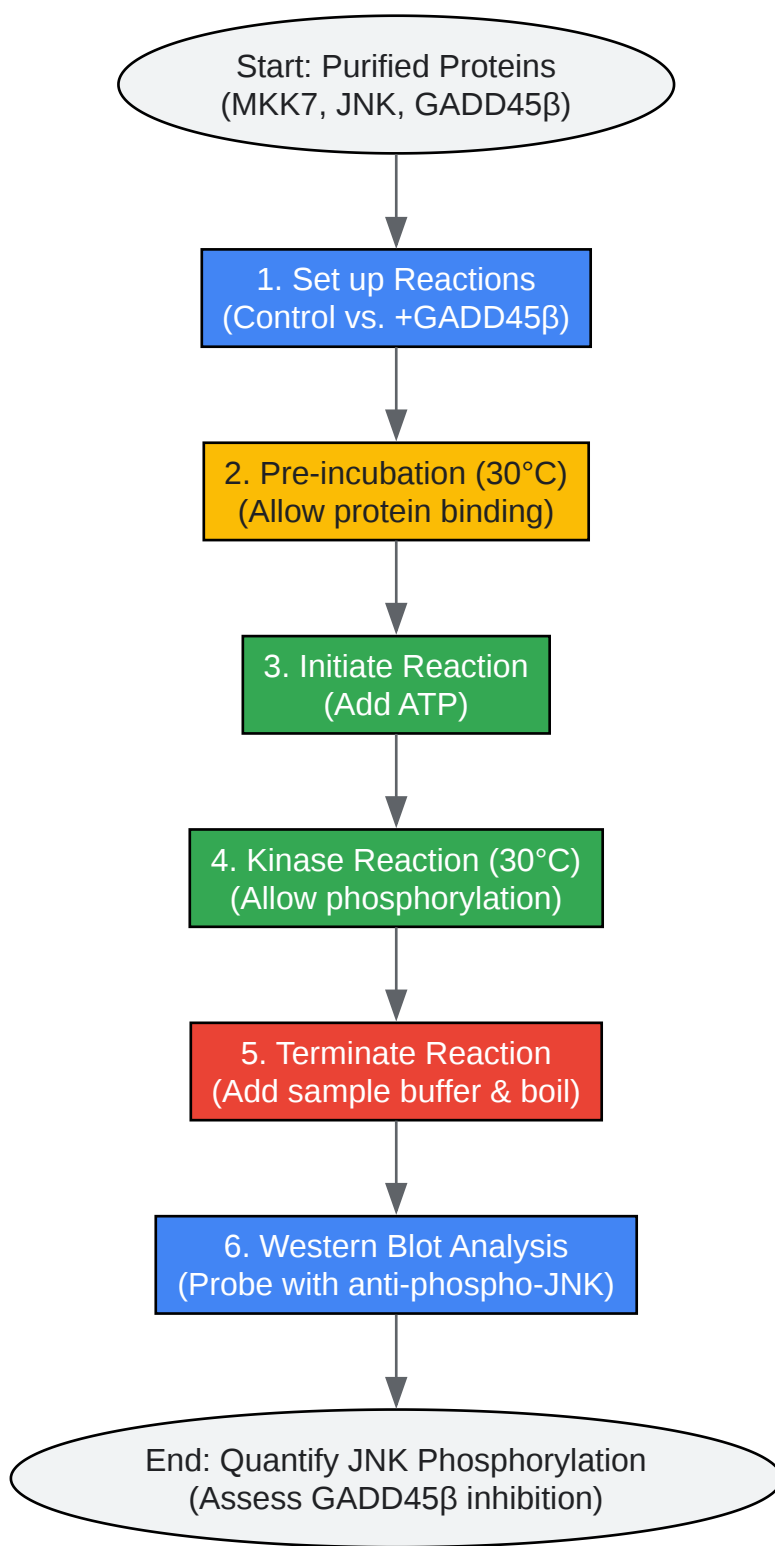 Start: Purified Proteins
(MKK7, JNK, GADD45β)
1. Set up Reactions
(Control vs. +GADD45β)
2. Pre-incubation (30°C)
(Allow protein binding)
3. Initiate Reaction
(Add ATP)
4. Kinase Reaction (30°C)
(Allow phosphorylation)
5. Terminate Reaction
(Add sample buffer & boil)
6. Western Blot Analysis
(Probe with anti-phospho-JNK)
End: Quantify JNK Phosphorylation
(Assess GADD45β inhibition)